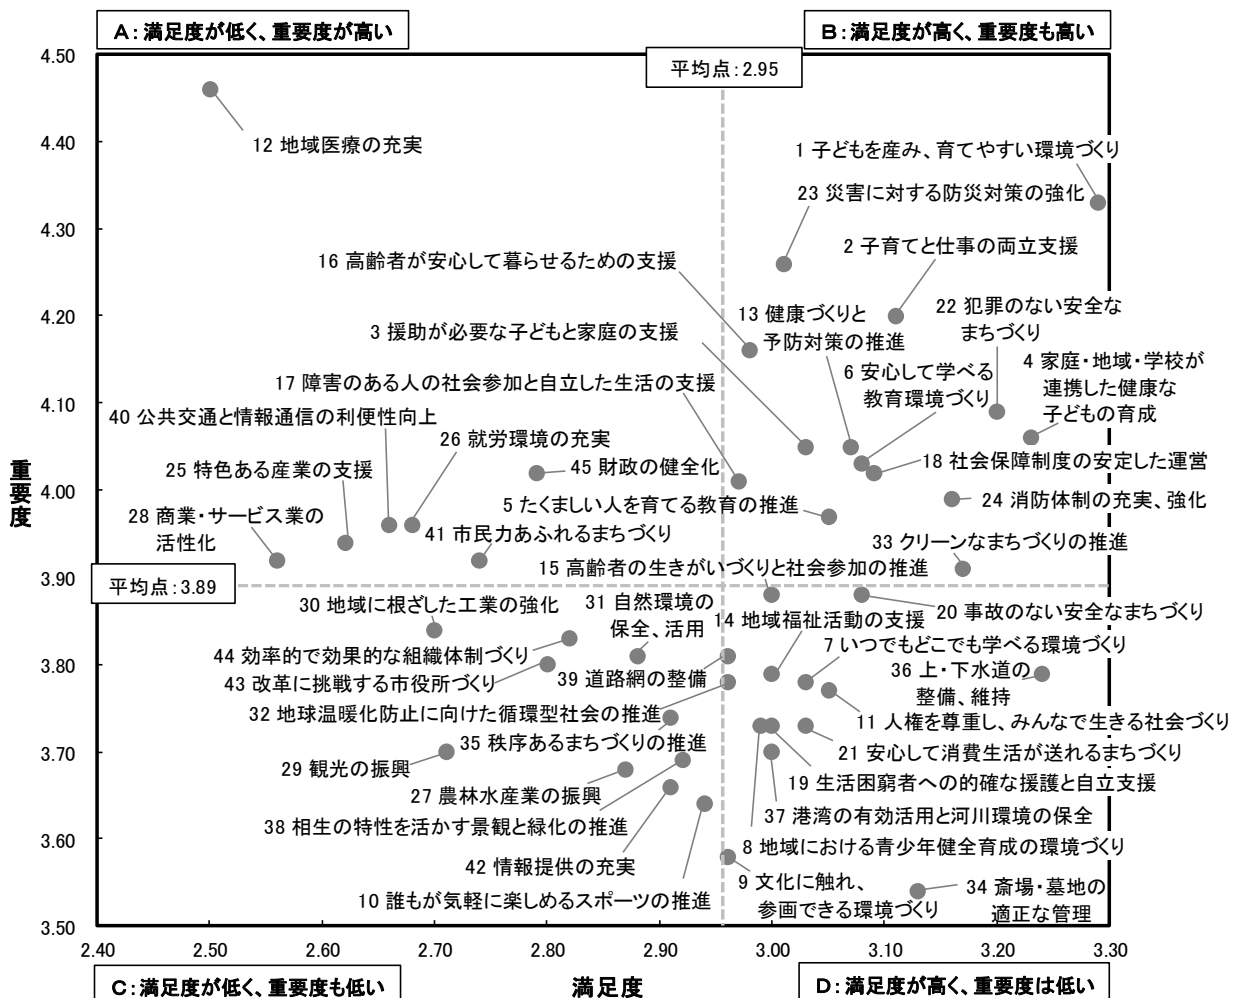 A:満足度が低く、重要度が高い
B:満足度が高く、重要度も高い
平均点:2.95
4.50
4.40
4.30
4.20
4.10
4.00
3.90
3.80
3.70
3.60
3.50
重要度
平均点:3.89
12 地域医療の充実
1 子どもを産み、育てやすい環境づくり
23 災害に対する防災対策の強化
2 子育てと仕事の両立支援
16 高齢者が安心して暮らせるための支援
13 健康づくりと
予防対策の推進
22 犯罪のない安全な
まちづくり
3 援助が必要な子どもと家庭の支援
6 安心して学べる
教育環境づくり
4 家庭・地域・学校が
連携した健康な
子どもの育成
17 障害のある人の社会参加と自立した生活の支援
40 公共交通と情報通信の利便性向上
26 就労環境の充実
25 特色ある産業の支援
45 財政の健全化
18 社会保障制度の安定した運営
5 たくましい人を育てる教育の推進
24 消防体制の充実、強化
28 商業・サービス業の
活性化
41 市民力あふれるまちづくり
33 クリーンなまちづくりの推進
15 高齢者の生きがいづくりと社会参加の推進
30 地域に根ざした工業の強化
31 自然環境の
保全、活用
14 地域福祉活動の支援
20 事故のない安全なまちづくり
44 効率的で効果的な組織体制づくり
7 いつでもどこでも学べる環境づくり
43 改革に挑戦する市役所づくり
39 道路網の整備
36 上・下水道の
整備、維持
32 地球温暖化防止に向けた循環型社会の推進
11 人権を尊重し、みんなで生きる社会づくり
35 秩序あるまちづくりの推進
21 安心して消費生活が送れるまちづくり
29 観光の振興
19 生活困窮者への的確な援護と自立支援
27 農林水産業の振興
37 港湾の有効活用と河川環境の保全
38 相生の特性を活かす景観と緑化の推進
8 地域における青少年健全育成の環境づくり
42 情報提供の充実
9 文化に触れ、
参画できる環境づくり
34 斎場・墓地の
適正な管理
10 誰もが気軽に楽しめるスポーツの推進
2.40
2.50
2.60
2.70
2.80
2.90
3.00
3.10
3.20
3.30
C:満足度が低く、重要度も低い
満足度
D:満足度が高く、重要度は低い